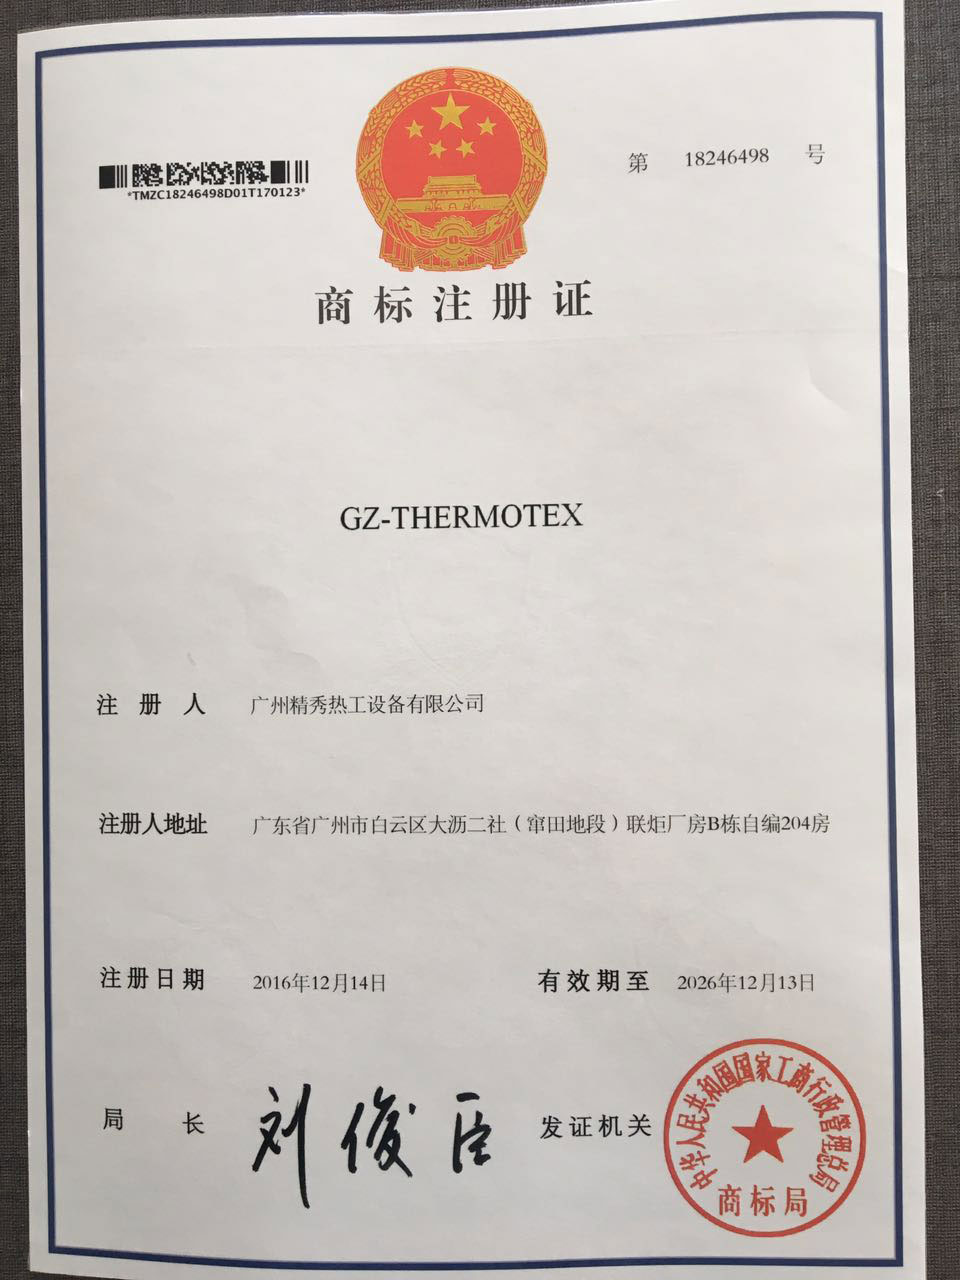 第 18246498 号
*TMZC18246498D01T170123*
商标注册证
GZ-THERMOTEX
注册人 广州精秀热工设备有限公司
注册人地址 广东省广州市白云区大沥二社（窜田地段）联炬厂房B栋自编204房
注册日期 2016年12月14日 有效期至 2026年12月13日
局长 刘俊臣 发证机关
中华人民共和国国家工商行政管理总局
商标局